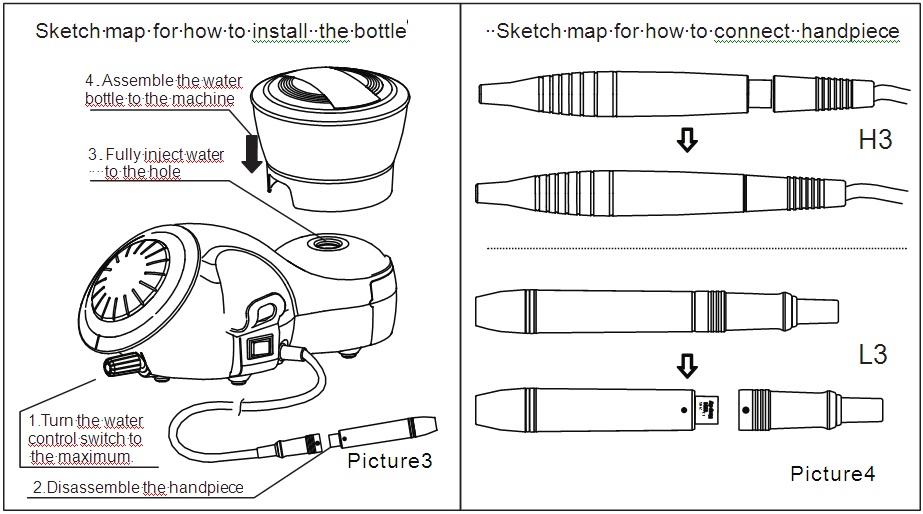 Sketch map for how to install the bottle
4. Assemble the water
bottle to the machine
3. Fully inject water
to the hole
1.Turn the water
control switch to
the maximum.
2.Disassemble the handpiece
Picture3
Sketch map for how to connect handpiece
H3
L3
Picture4